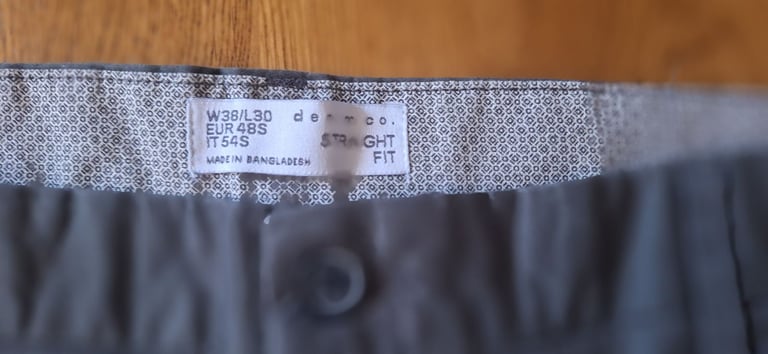 W38/L30 denim co.
EUR 48S
IT 54S STRAIGHT
MADE IN BANGLADESH FIT